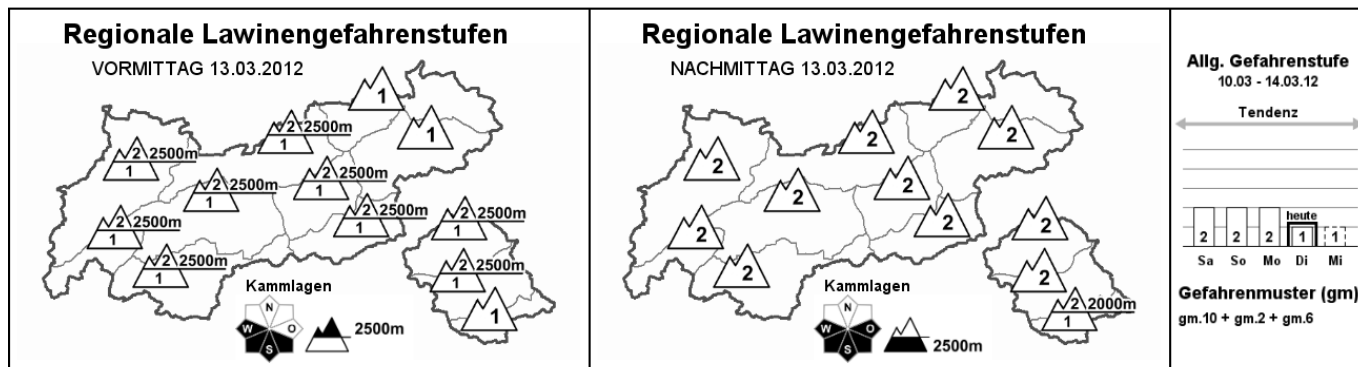 Regionale Lawinengefahrenstufen
VORMITTAG 13.03.2012
1
1
2 2500m
1
2 2500m
1
2 2500m
1
2 2500m
1
2 2500m
1
2 2500m
1
2 2500m
1
2 2500m
1
2 2500m
1
1
Kammlagen
N
W O
S
2500m
Regionale Lawinengefahrenstufen
NACHMITTAG 13.03.2012
2
2
2
2
2
2
2
2
2
2
2
2 2000m
1
Kammlagen
N
W O
S
2500m
Allg. Gefahrenstufe
10.03 - 14.03.12
Tendenz
heute
2 2 2 1 1
Sa So Mo Di Mi
Gefahrenmuster (gm)
gm.10 + gm.2 + gm.6